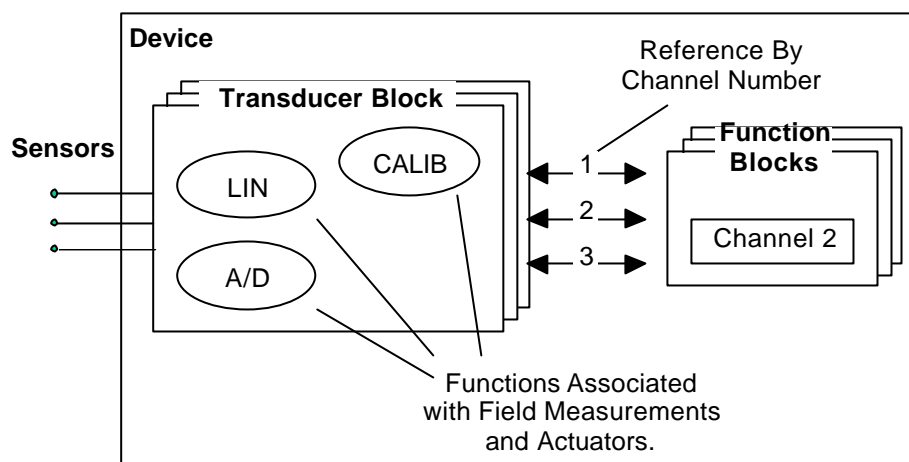 Device
Reference By
Channel Number
Transducer Block
Function
Blocks
Sensors
CALIB
LIN
A/D
1
2
3
Channel 2
Functions Associated
with Field Measurements
and Actuators.